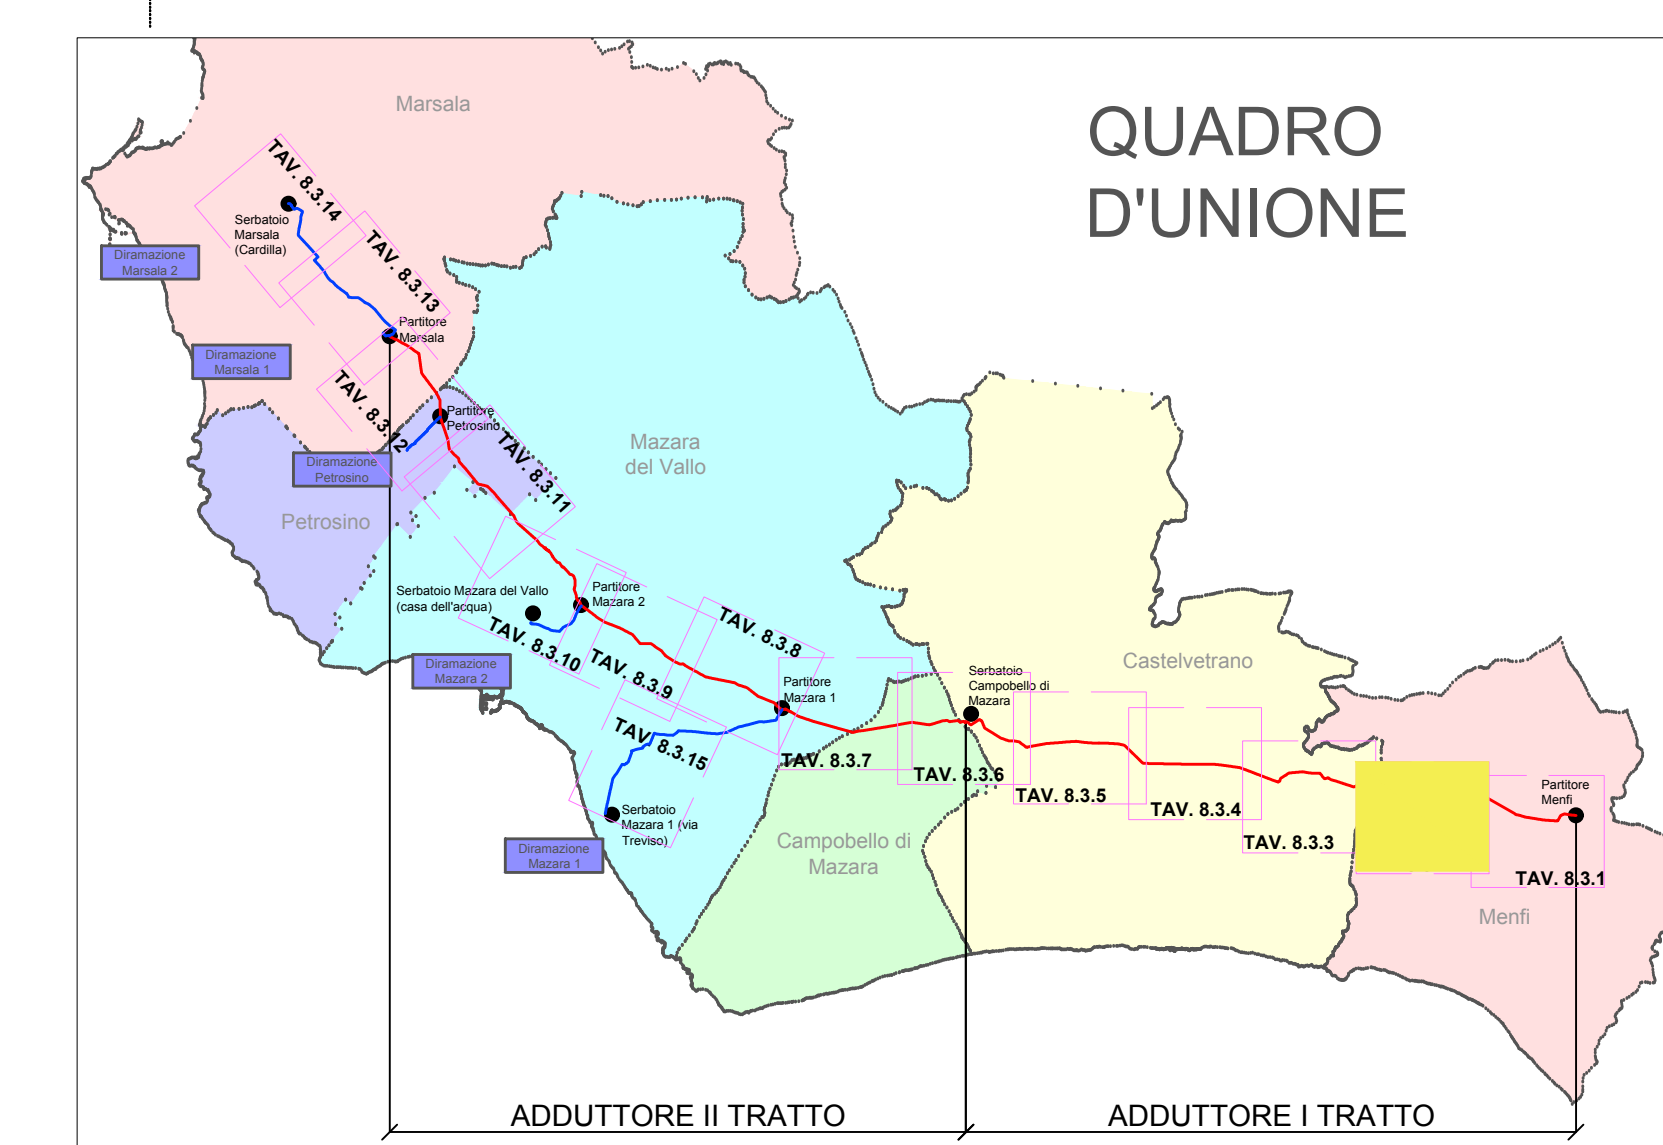 QUADRO
D'UNIONE
Marsala
TAV. 8.3.14
Serbatoio
Marsala
(Cardilla)
TAV. 8.3.13
Diramazione
Marsala 2
Partitore
Marsala
Diramazione
Marsala 1
TAV. 8.3.12
Partitore
Petrosino
Diramazione
Petrosino
TAV. 8.3.11
Mazara
del Vallo
Petrosino
Serbatoio Mazara del Vallo
(casa dell'acqua)
Partitore
Mazara 2
TAV. 8.3.10
TAV. 8.3.9
TAV. 8.3.8
Diramazione
Mazara 2
Partitore
Mazara 1
TAV. 8.3.15
Serbatoio
Campobello di
Mazara
Castelvetrano
TAV. 8.3.7
TAV. 8.3.6
TAV. 8.3.5
TAV. 8.3.4
TAV. 8.3.3
Serbatoio
Mazara 1 (via
Treviso)
Diramazione
Mazara 1
Campobello di
Mazara
Partitore
Menfi
TAV. 8.3.1
Menfi
ADDUTTORE II TRATTO
ADDUTTORE I TRATTO